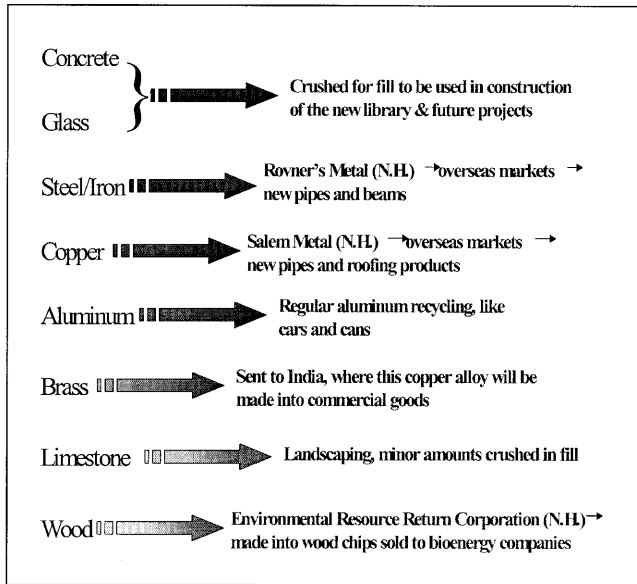 Concrete
Glass
Crushed for fill to be used in construction
of the new library & future projects
Steel/Iron
Rovner's Metal (N.H.) → overseas markets →
new pipes and beams
Copper
Salem Metal (N.H.) → overseas markets →
new pipes and roofing products
Aluminum
Regular aluminum recycling, like
cars and cans
Brass
Sent to India, where this copper alloy will be
made into commercial goods
Limestone
Landscaping, minor amounts crushed in fill
Wood
Environmental Resource Return Corporation (N.H.) →
made into wood chips sold to bioenergy companies